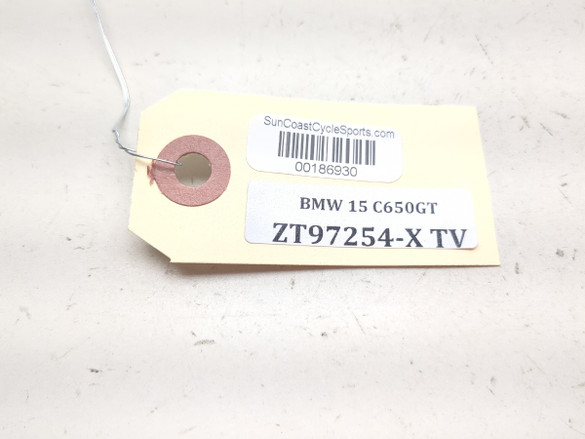 SunCoastCycleSports.com
00186930
BMW 15 C650GT
ZT97254-X TV